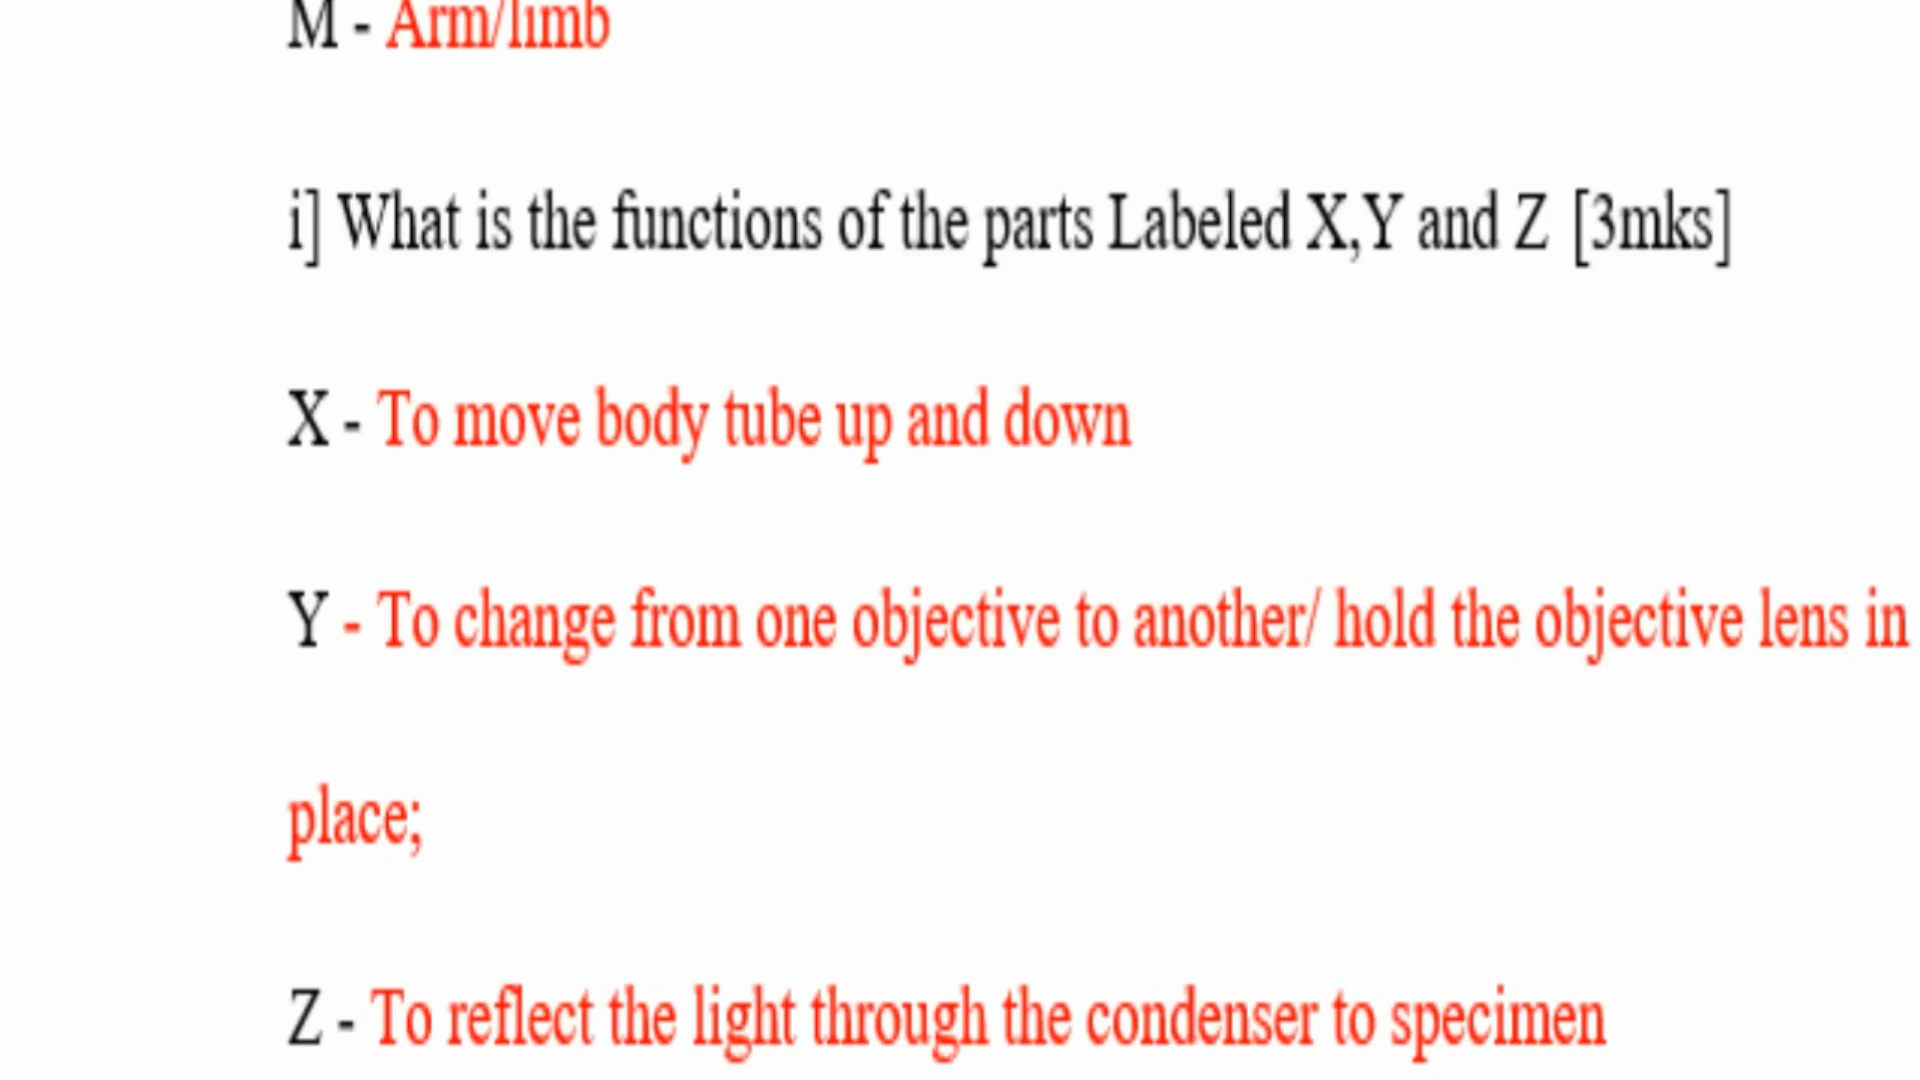 M - Arm/limb
i] What is the functions of the parts Labeled X,Y and Z [3mks]
X - To move body tube up and down
Y - To change from one objective to another/ hold the objective lens in
place;
Z - To reflect the light through the condenser to specimen